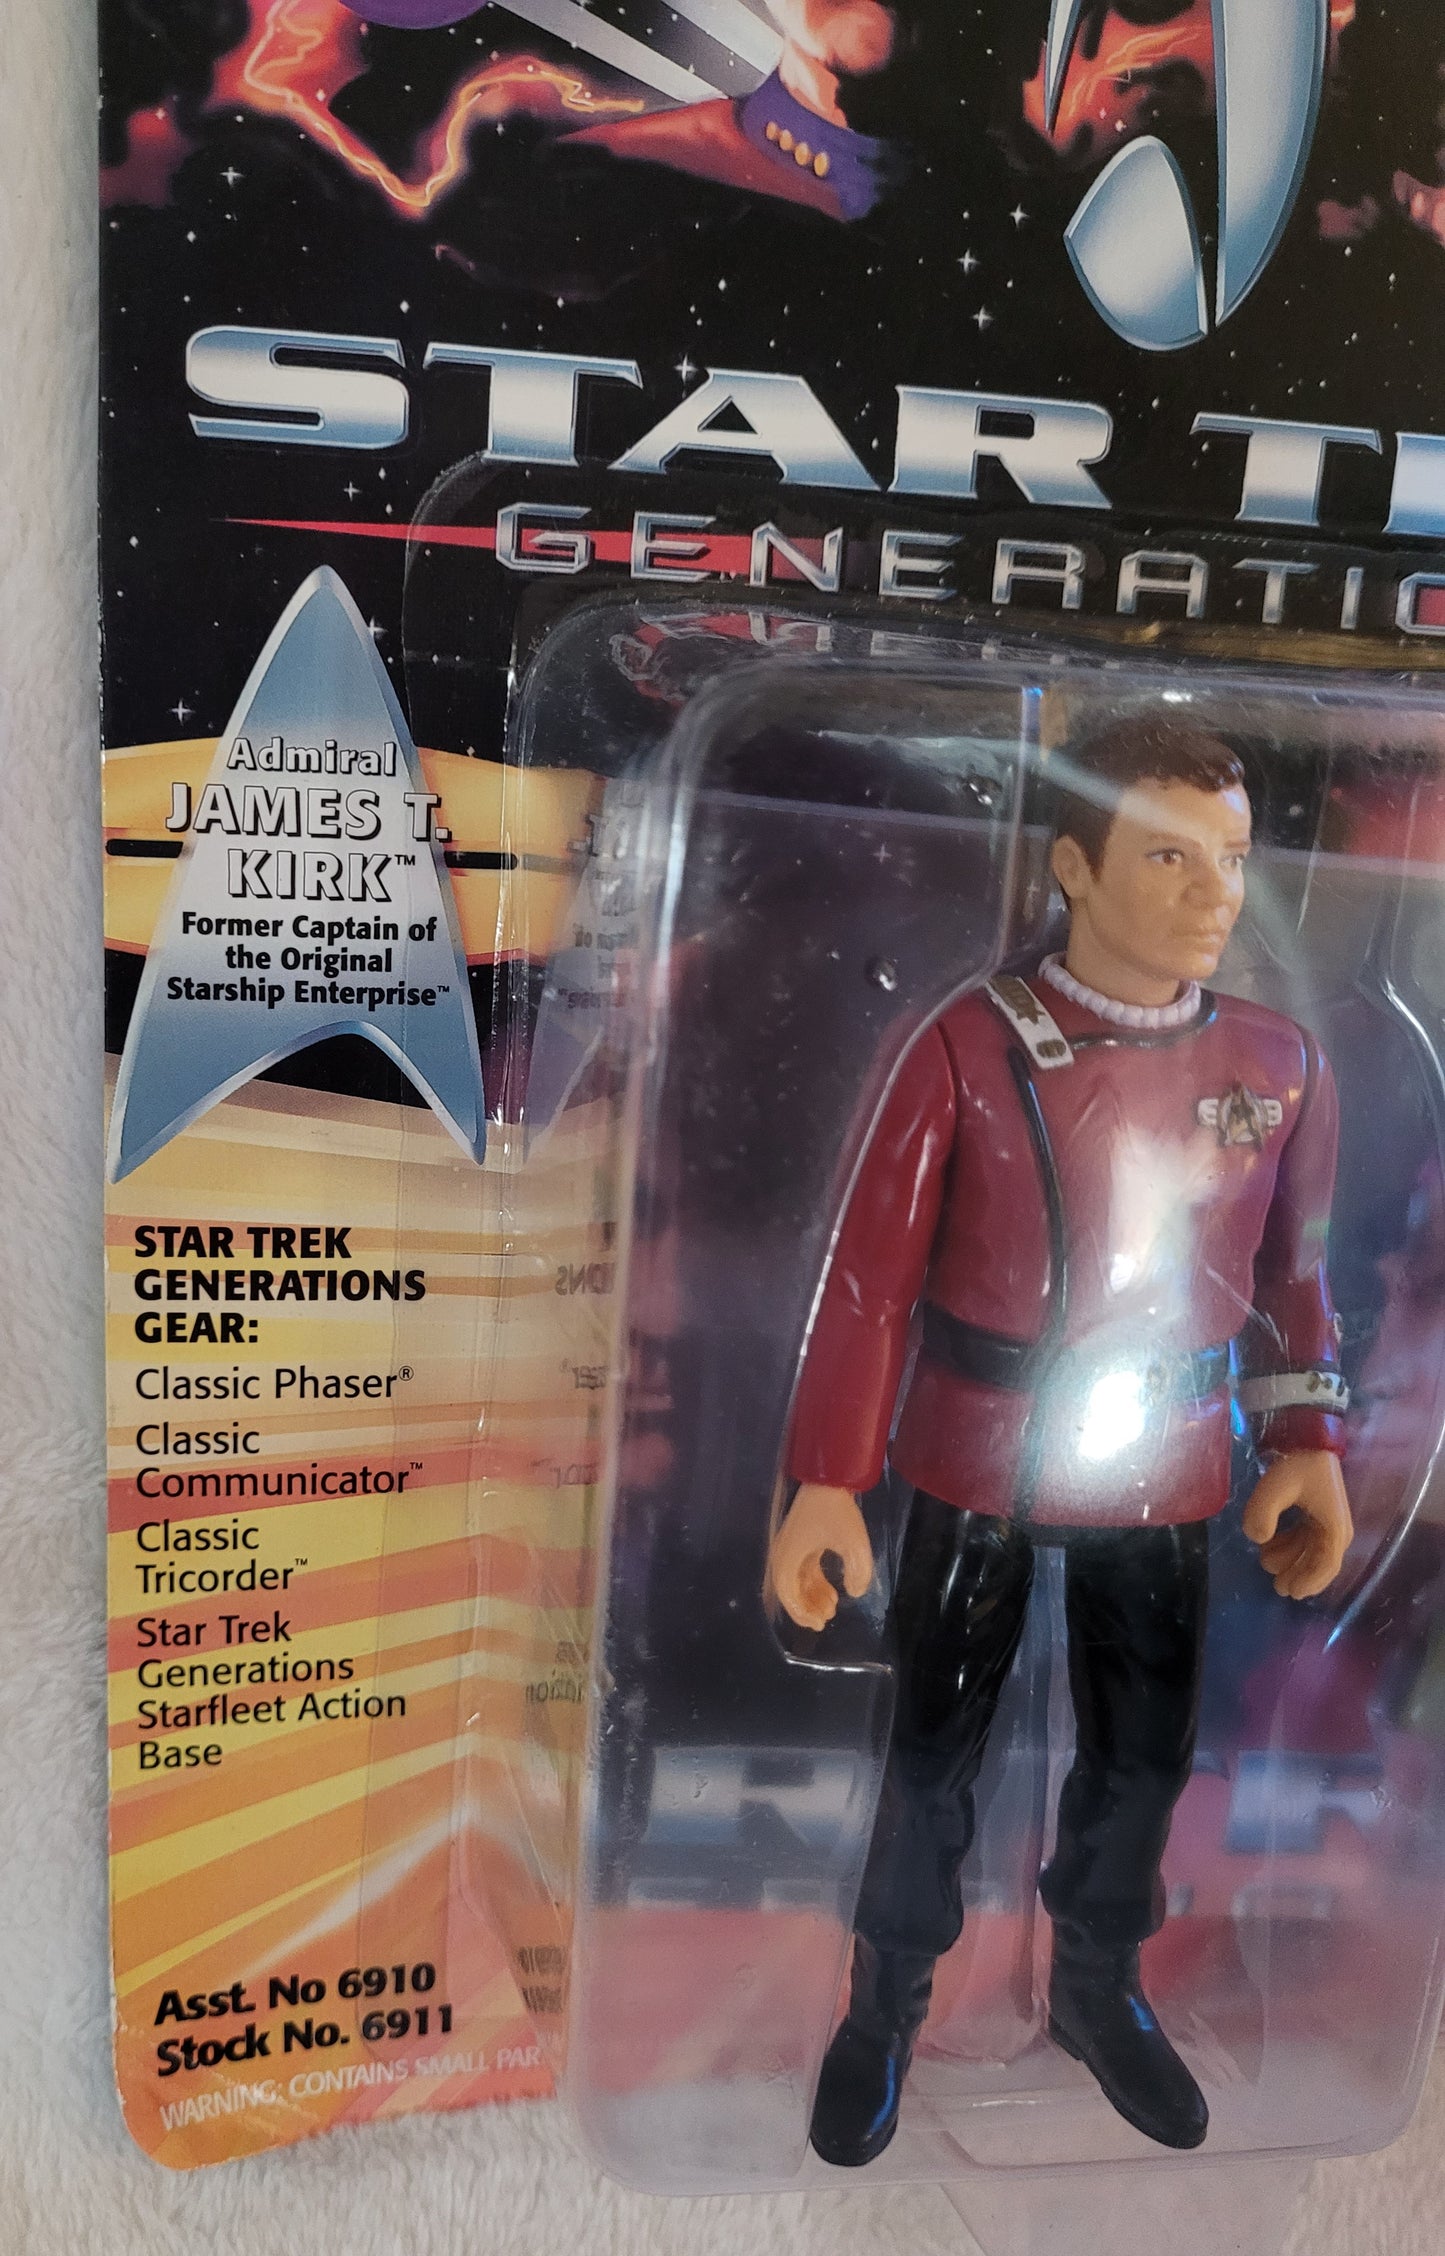 STAR
GENERATI
Admiral
JAMES T.
KIRK™
Former Captain of
the Original
Starship Enterprise™
STAR TREK
GENERATIONS
GEAR:
Classic Phaser®
Classic
Communicator™
Classic
Tricorder™
Star Trek
Generations
Starfleet Action
Base
Asst. No 6910
Stock No. 6911
WARNING: CONTAINS SMALL PAR